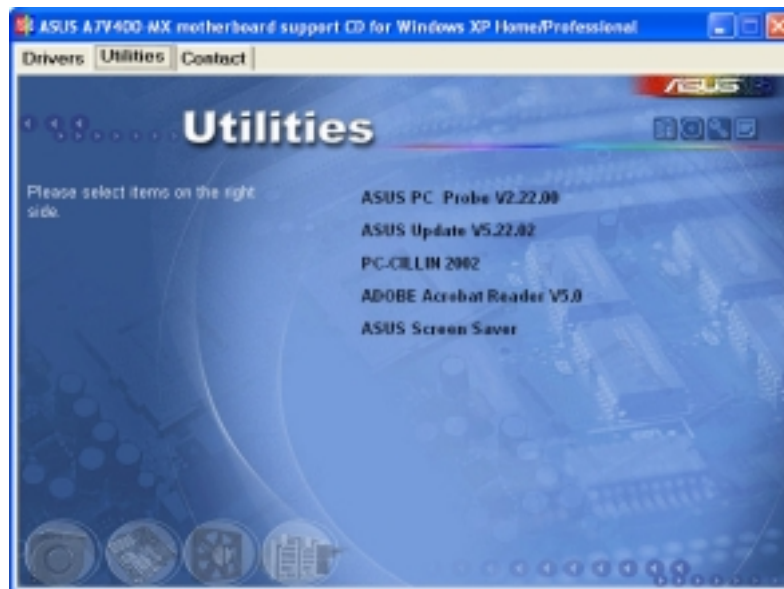 ASUS A7V400-MX motherboard support CD for Windows XP Home/Professional
Drivers Utilities Contact
ASUS
Utilities
Please select items on the right
side.
ASUS PC Probe V2.22.00
ASUS Update V5.22.02
PC-CILLIN 2002
ADOBE Acrobat Reader V5.0
ASUS Screen Saver